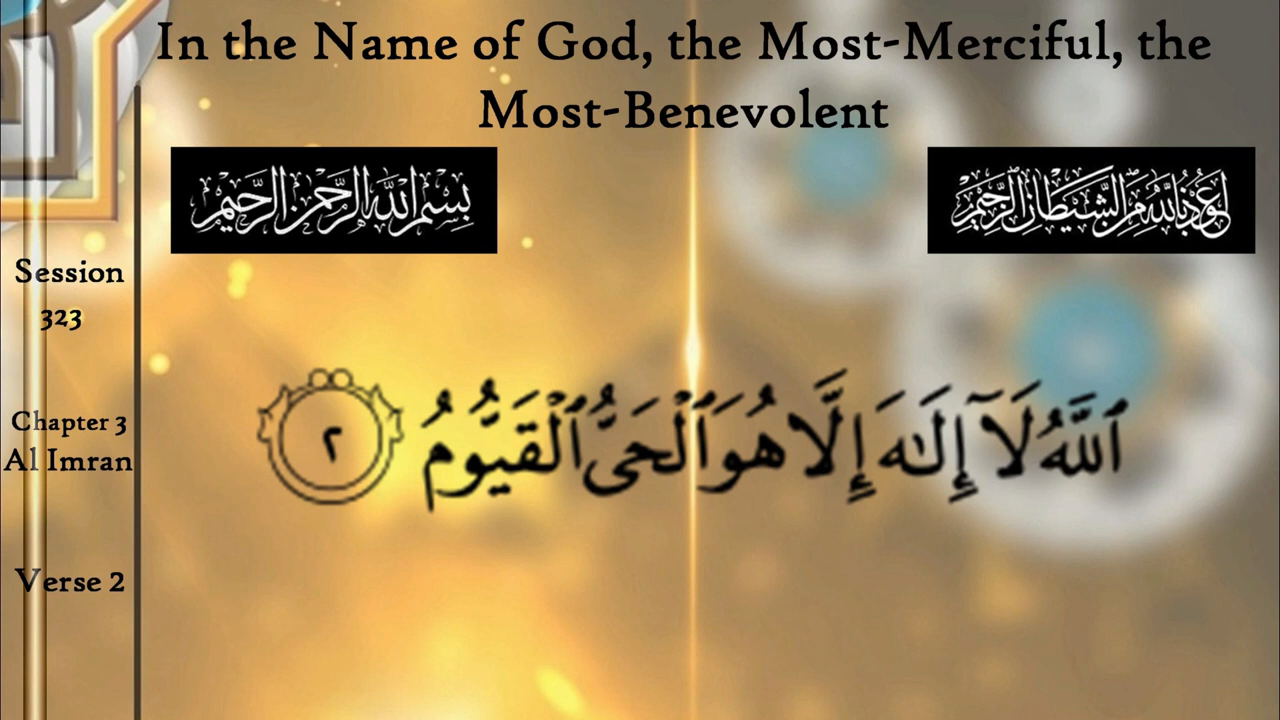 In the Name of God, the Most-Merciful, the
Most-Benevolent
بسم الله الرحمن الرحيم
اعوذ بالله من الشيطان الرجيم
Session
323
Chapter 3
Al Imran
Verse 2
ٱللَّهُ لَآ إِلَـٰهَ إِلَّا هُوَ ٱلْحَىُّ ٱلْقَيُّومُ ٢